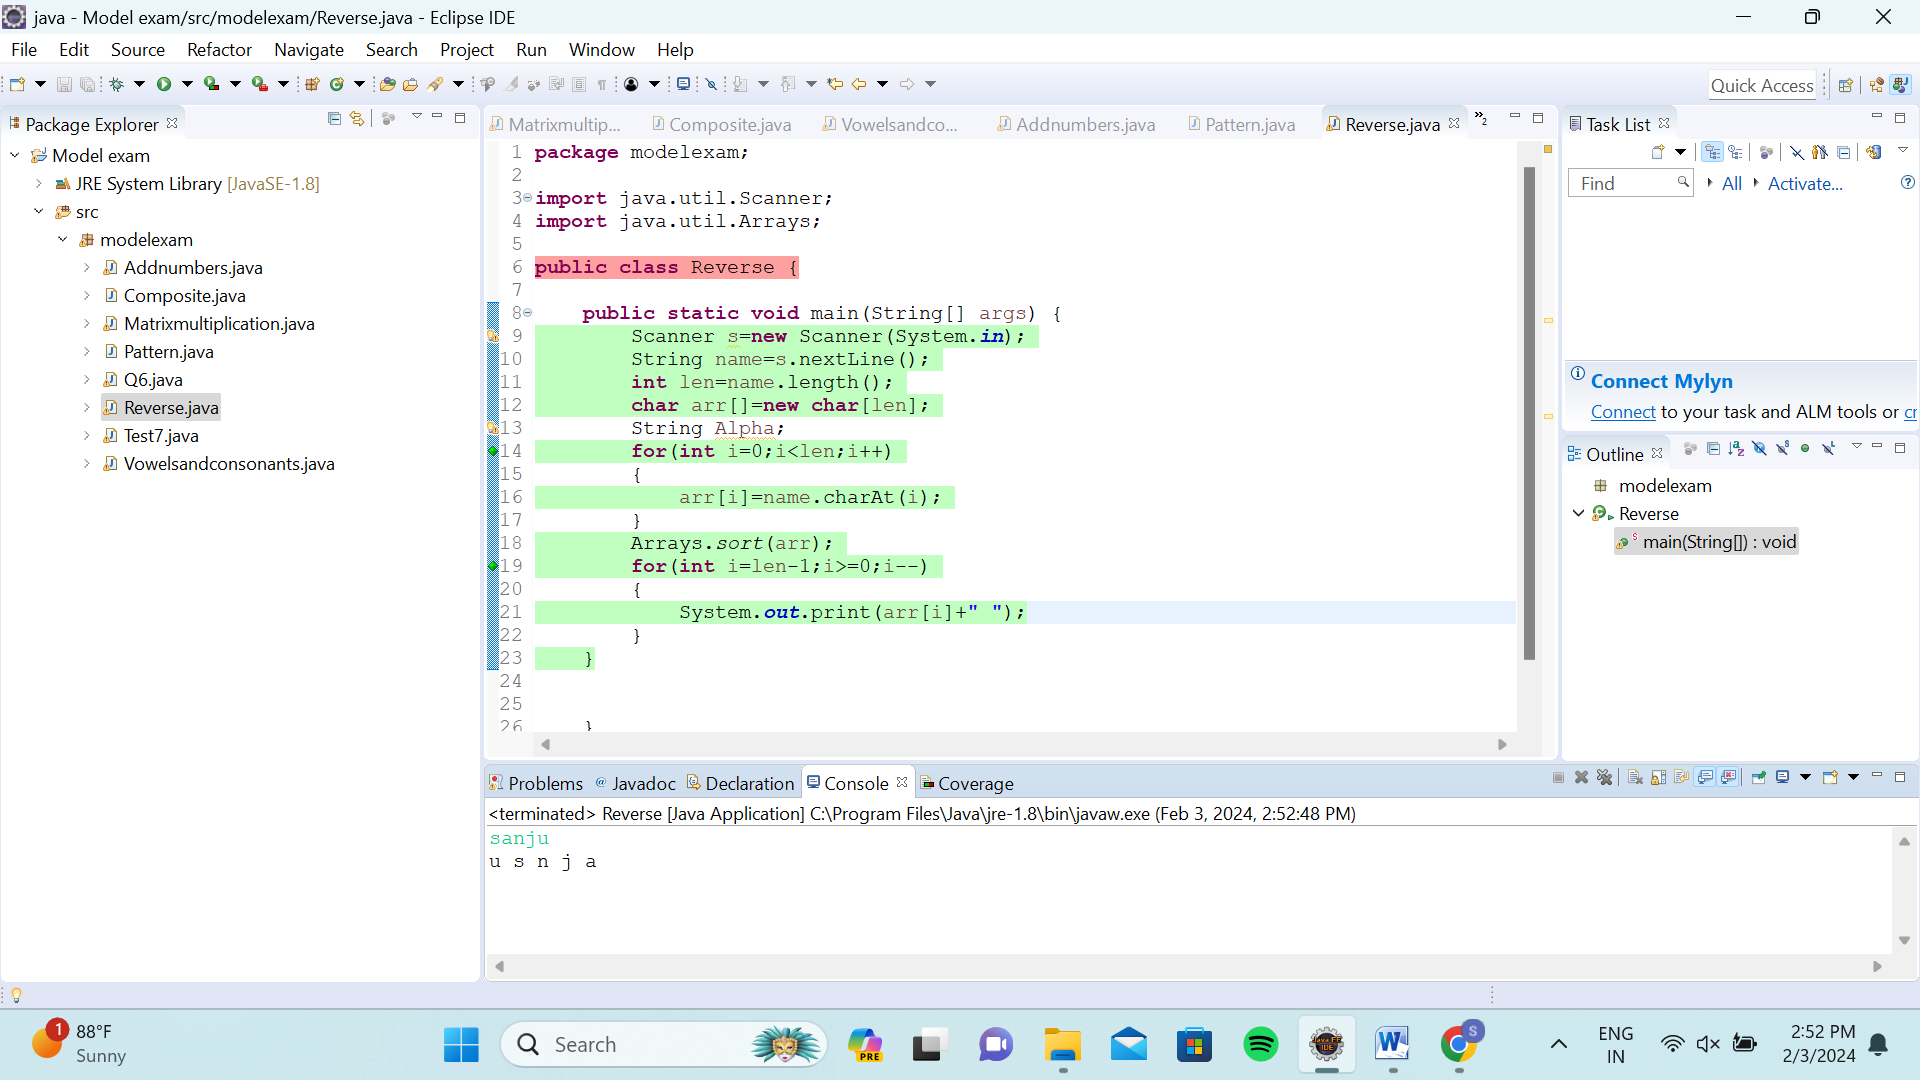 java - Model exam/src/modelexam/Reverse.java - Eclipse IDE
File Edit Source Refactor Navigate Search Project Run Window Help
Quick Access
Package Explorer
Model exam
JRE System Library [JavaSE-1.8]
src
modelexam
Addnumbers.java
Composite.java
Matrixmultiplication.java
Pattern.java
Q6.java
Reverse.java
Test7.java
Vowelsandconsonants.java
Matrixmultip... Composite.java Vowelsandco... Addnumbers.java Pattern.java Reverse.java »2
1 package modelexam;
2
3 import java.util.Scanner;
4 import java.util.Arrays;
5
6 public class Reverse {
7
8 public static void main(String[] args) {
9 Scanner s=new Scanner(System.in);
10 String name=s.nextLine();
11 int len=name.length();
12 char arr[]=new char[len];
13 String Alpha;
14 for(int i=0;i<len;i++)
15 {
16 arr[i]=name.charAt(i);
17 }
18 Arrays.sort(arr);
19 for(int i=len-1;i>=0;i--)
20 {
21 System.out.print(arr[i]+" ");
22 }
23 }
24
25
26 }
Task List
Find All Activate...
Connect Mylyn
Connect to your task and ALM tools or cr
Outline
modelexam
Reverse
main(String[]) : void
Problems @ Javadoc Declaration Console Coverage
<terminated> Reverse [Java Application] C:\Program Files\Java\jre-1.8\bin\javaw.exe (Feb 3, 2024, 2:52:48 PM)
sanju
u s n j a
1
88°F
Sunny
Search
PRE
Java EE
IDE
W
S
ENG
IN
2:52 PM
2/3/2024